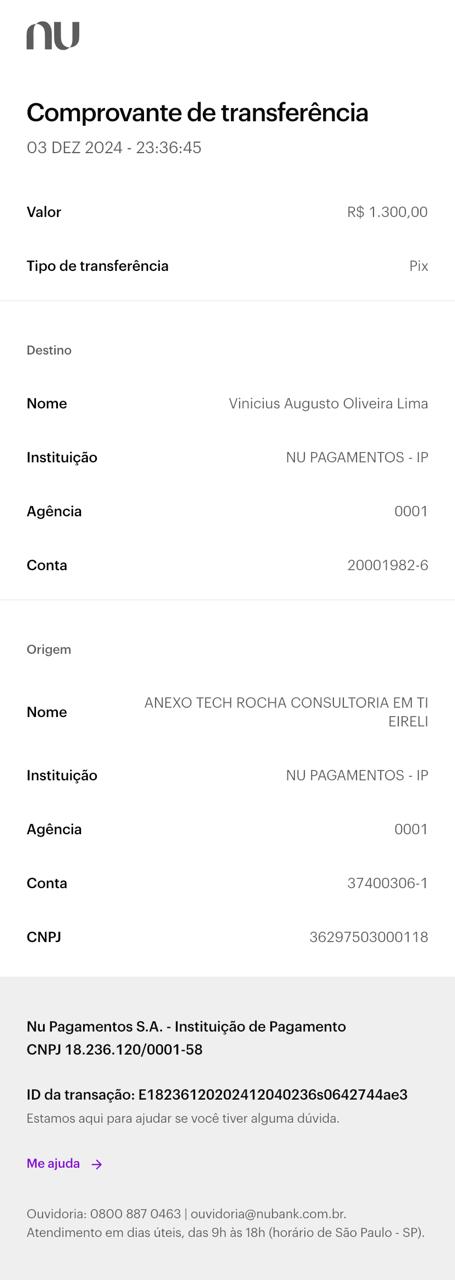 nu
Comprovante de transferência
03 DEZ 2024 - 23:36:45
Valor R$ 1.300,00
Tipo de transferência Pix
Destino
Nome Vinicius Augusto Oliveira Lima
Instituição NU PAGAMENTOS - IP
Agência 0001
Conta 20001982-6
Origem
Nome ANEXO TECH ROCHA CONSULTORIA EM TI
EIRELI
Instituição NU PAGAMENTOS - IP
Agência 0001
Conta 37400306-1
CNPJ 36297503000118
Nu Pagamentos S.A. - Instituição de Pagamento
CNPJ 18.236.120/0001-58
ID da transação: E18236120202412040236s0642744ae3
Estamos aqui para ajudar se você tiver alguma dúvida.
Me ajuda →
Ouvidoria: 0800 887 0463 | ouvidoria@nubank.com.br.
Atendimento em dias úteis, das 9h às 18h (horário de São Paulo - SP).